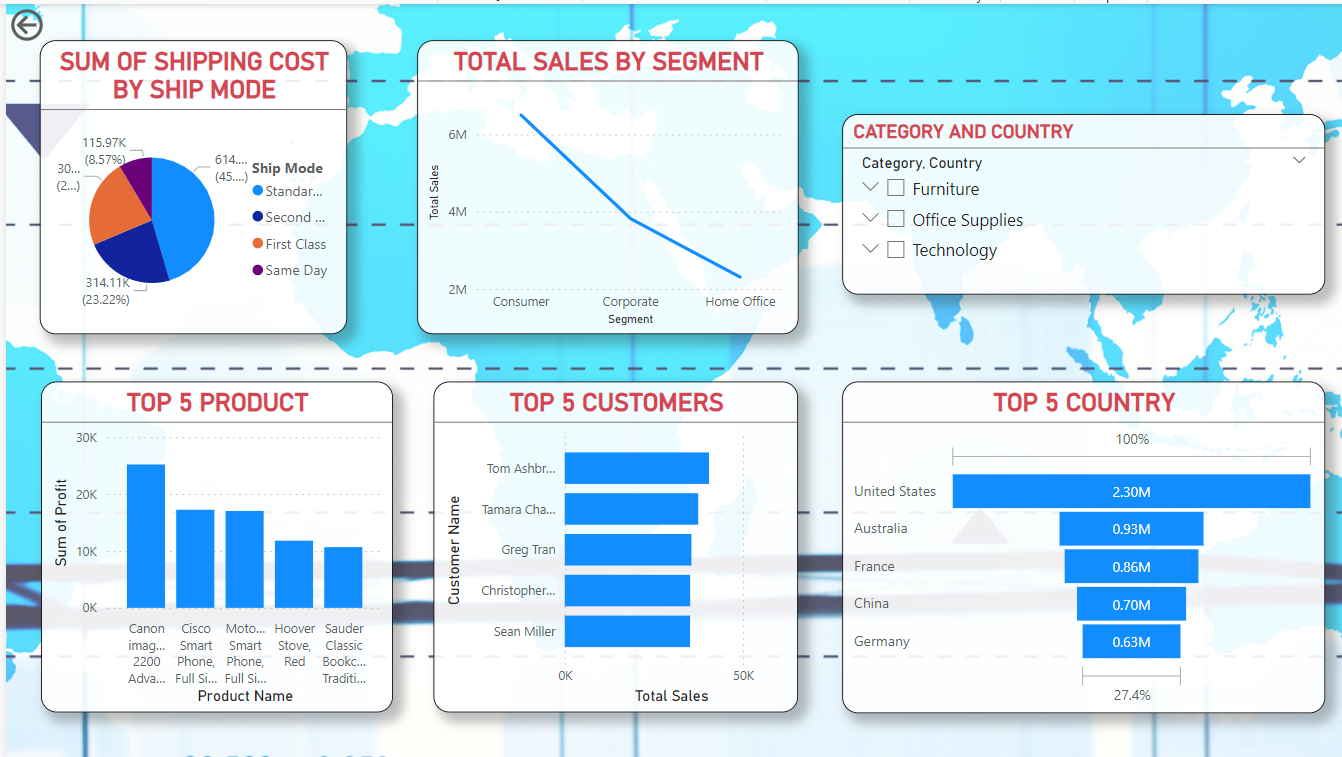 SUM OF SHIPPING COST
BY SHIP MODE
115.97K
(8.57%)
30...
(2...)
614....
(45....)
314.11K
(23.22%)
Ship Mode
Standar...
Second ...
First Class
Same Day
TOTAL SALES BY SEGMENT
Total Sales
6M
4M
2M
Consumer
Corporate
Home Office
Segment
CATEGORY AND COUNTRY
Category, Country
Furniture
Office Supplies
Technology
TOP 5 PRODUCT
Sum of Profit
30K
20K
10K
0K
Canon
imag...
2200
Adva...
Cisco
Smart
Phone,
Full Si...
Moto...
Smart
Phone,
Full Si...
Hoover
Stove,
Red
Sauder
Classic
Bookc...
Traditi...
Product Name
TOP 5 CUSTOMERS
Customer Name
Tom Ashbr...
Tamara Cha...
Greg Tran
Christopher...
Sean Miller
0K
50K
Total Sales
TOP 5 COUNTRY
100%
United States
2.30M
Australia
0.93M
France
0.86M
China
0.70M
Germany
0.63M
27.4%